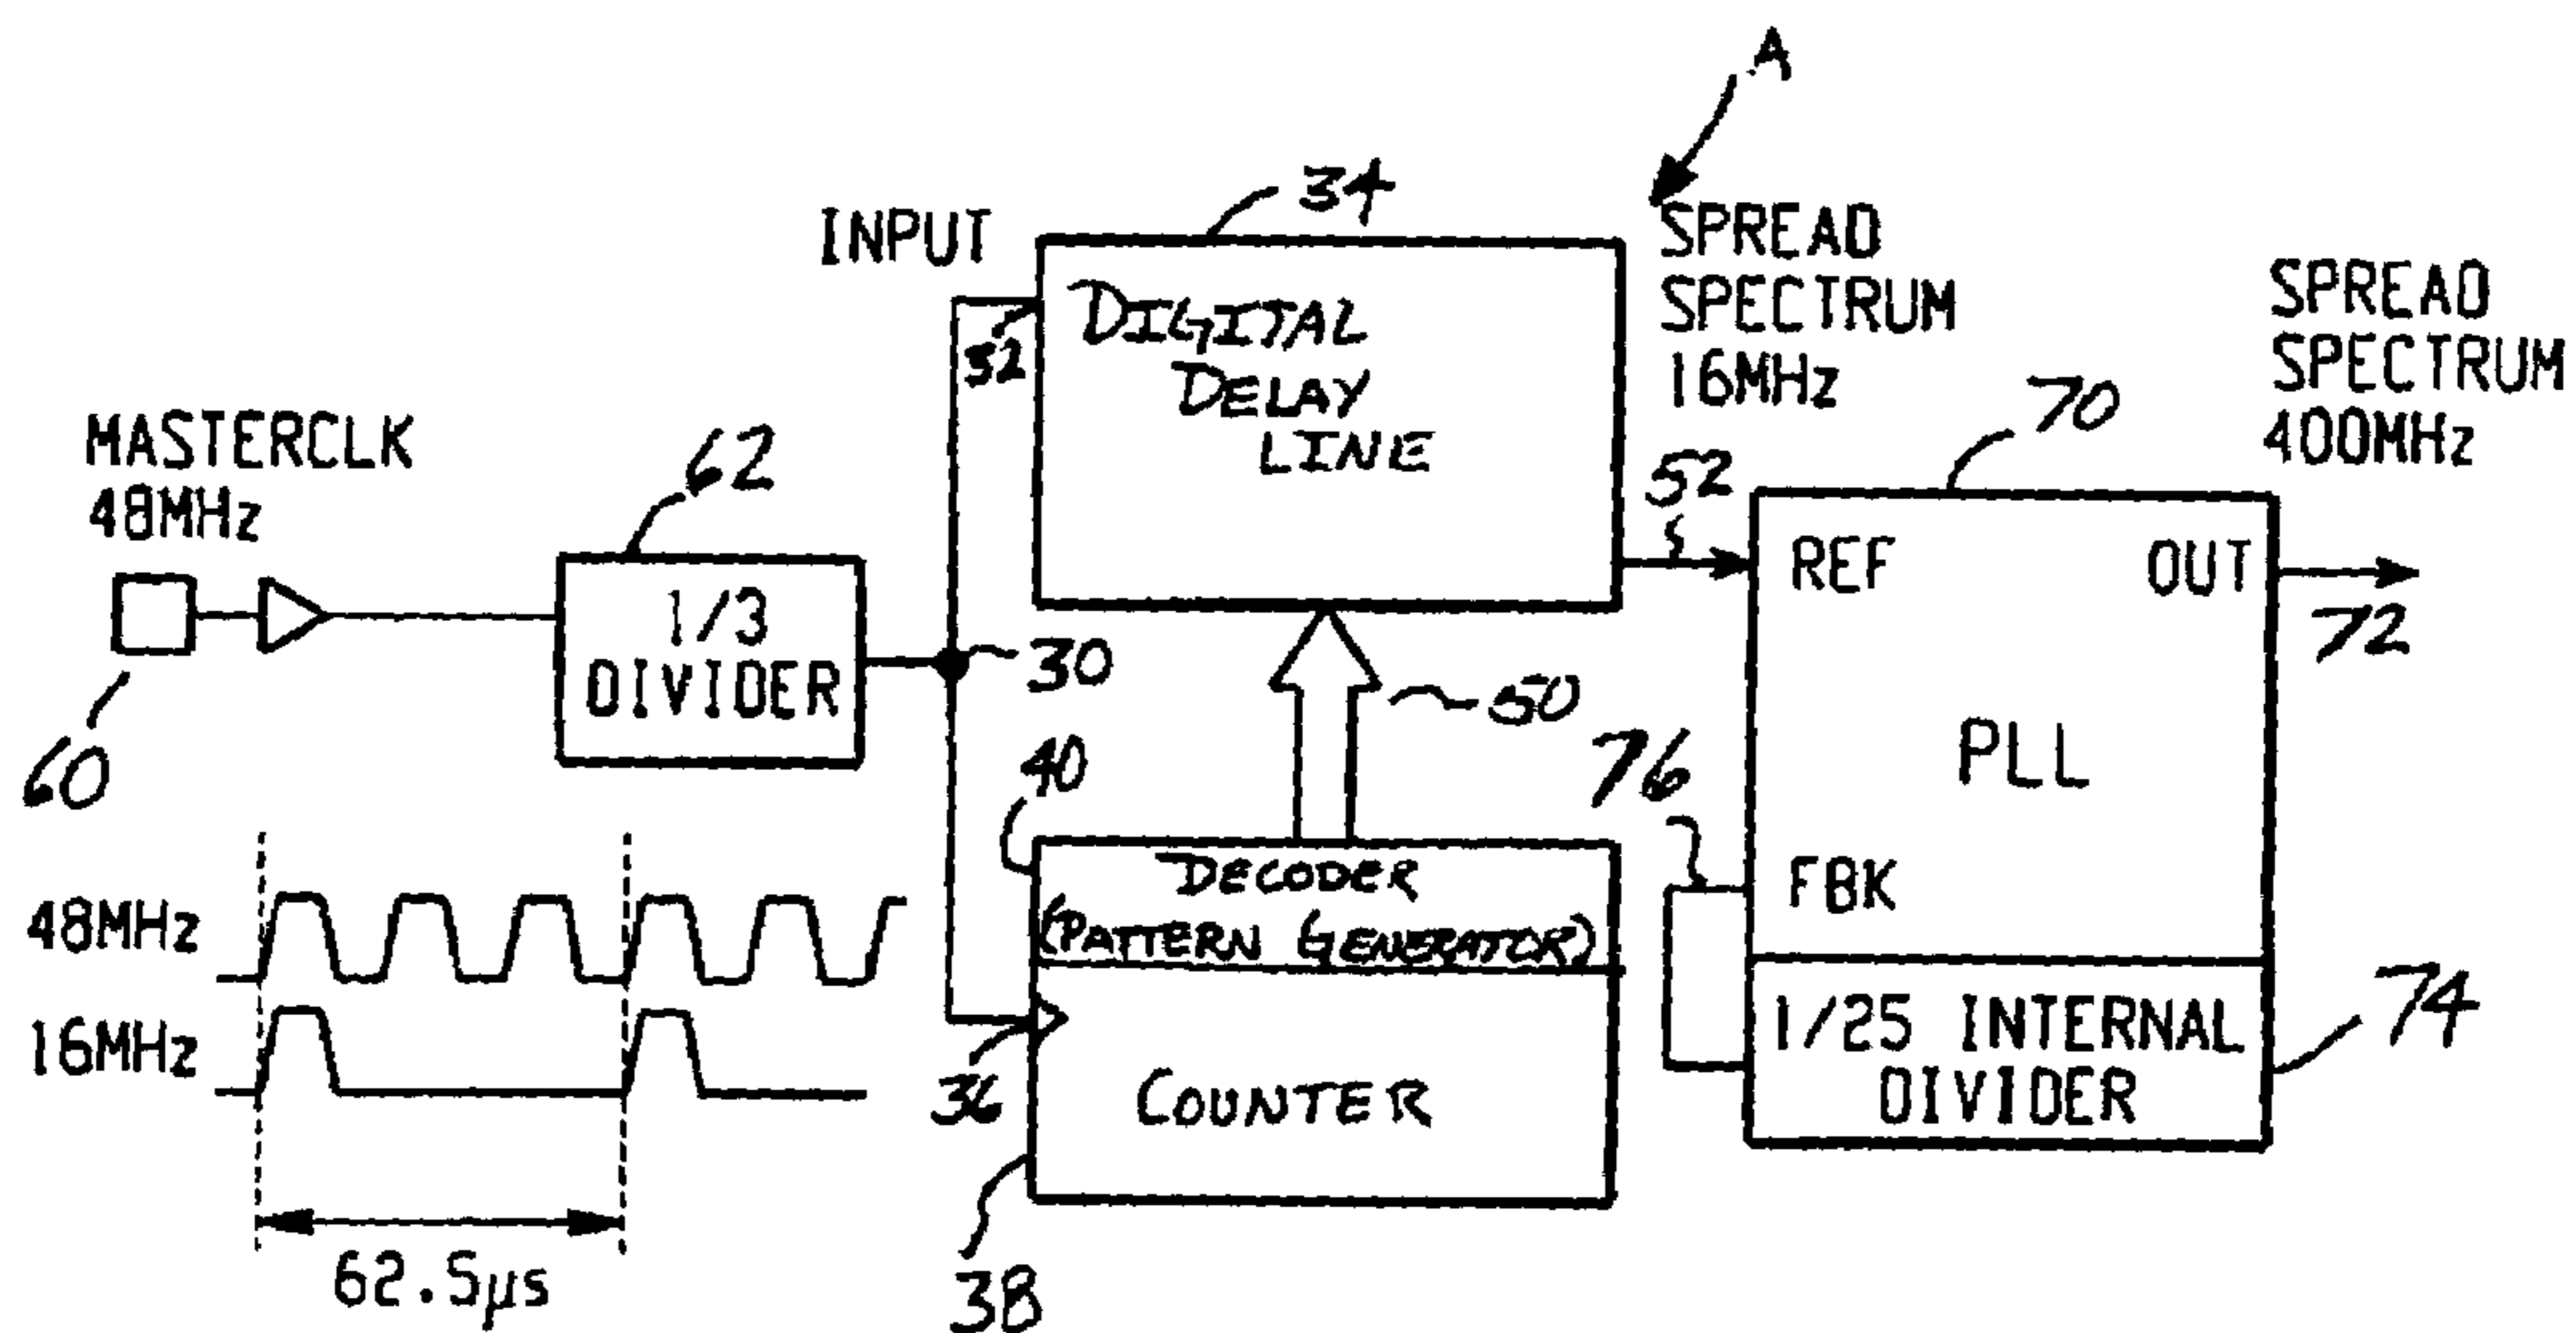 A
34
INPUT
SPREAD
SPECTRUM
16MHz
SPREAD
SPECTRUM
400MHz
32
DIGITAL
DELAY
LINE
MASTERCLK
48MHz
62
52
70
1/3
DIVIDER
REF
OUT
72
30
50
60
40
76
PLL
DECODER
(PATTERN GENERATOR)
FBK
48MHz
16MHz
36
COUNTER
1/25 INTERNAL
DIVIDER
74
62.5µs
38